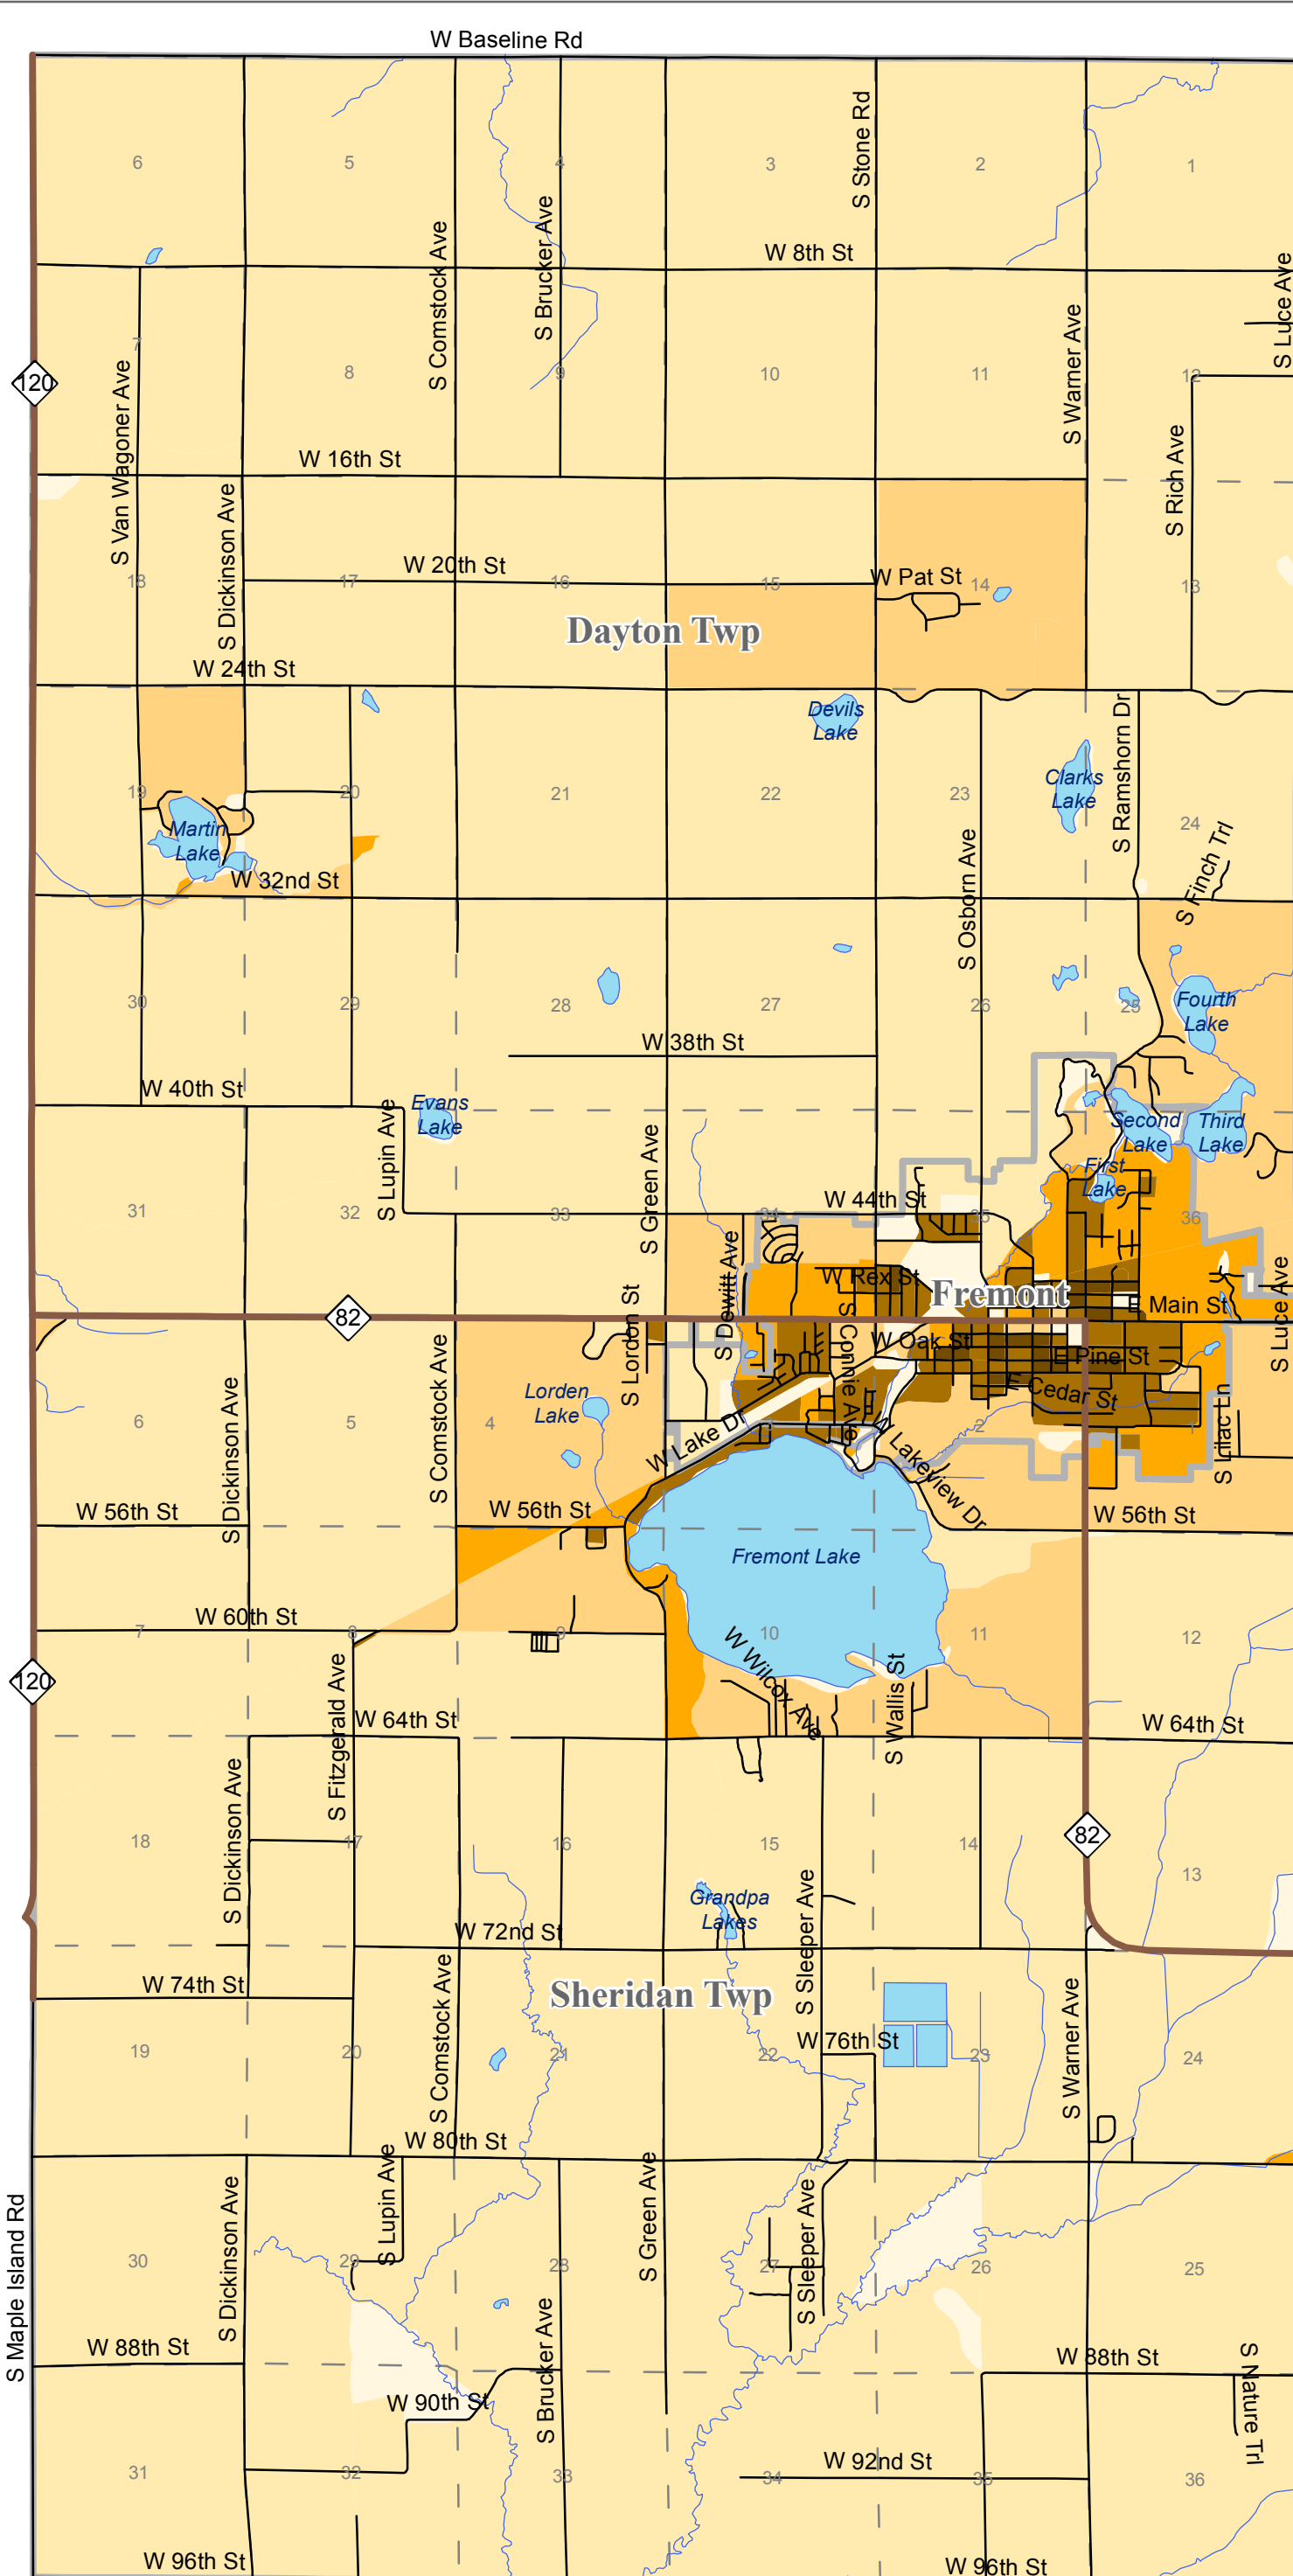 W Baseline Rd
6
5
4
3
2
1
S Stone Rd
S Comstock Ave
S Brucker Ave
W 8th St
S Luce Ave
S Warner Ave
7
8
9
10
11
12
120
S Van Wagoner Ave
W 16th St
S Rich Ave
S Dickinson Ave
W 20th St
W Pat St
18
17
16
15
14
13
Dayton Twp
W 24th St
Devils
Lake
Clarks
Lake
S Ramshorn Dr
19
20
21
22
23
24
Martin
Lake
S Finch Trl
W 32nd St
S Osborn Ave
30
29
28
27
26
25
Fourth
Lake
W 38th St
W 40th St
Evans
Lake
S Lupin Ave
Second
Lake
Third
Lake
First
Lake
S Green Ave
W 44th St
31
32
33
34
35
36
S Dewitt Ave
W Rex St
Fremont
S Lordon St
82
E Main St
S Luce Ave
S Connie Ave
W Oak St
E Pine St
E Cedar St
S Comstock Ave
S Dickinson Ave
Lorden
Lake
S Lilac Ln
6
5
4
2
1
W Lake Dr
N Lakeview Dr
W 56th St
W 56th St
W 56th St
Fremont Lake
W 60th St
7
8
9
10
11
12
W Wilcox Ave
S Wallis St
120
S Fitzgerald Ave
W 64th St
W 64th St
S Dickinson Ave
18
17
16
15
14
82
13
Grandpa
Lakes
S Sleeper Ave
W 72nd St
W 74th St
S Comstock Ave
Sheridan Twp
S Warner Ave
W 76th St
19
20
21
22
23
24
W 80th St
S Maple Island Rd
S Dickinson Ave
S Lupin Ave
S Green Ave
S Sleeper Ave
30
29
28
27
26
25
W 88th St
S Brucker Ave
W 88th St
S Nature Trl
W 90th St
W 92nd St
31
32
33
34
35
36
W 96th St
W 96th St